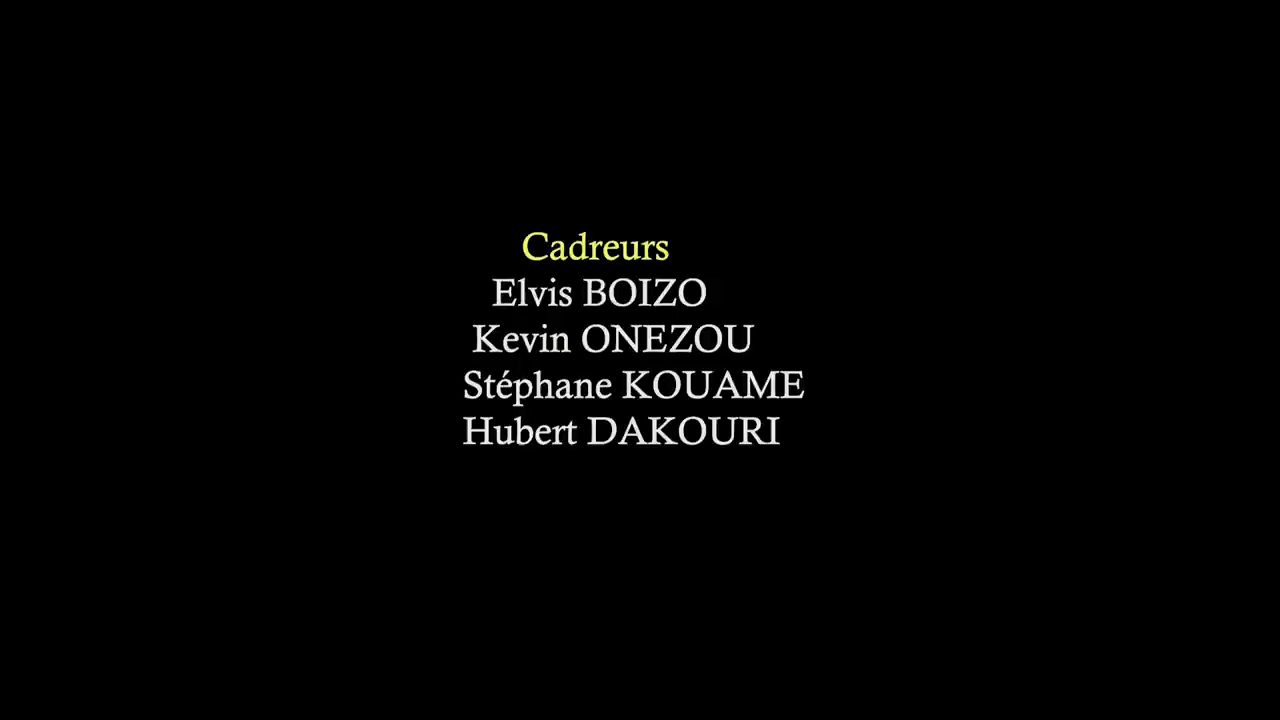 Cadreurs
Elvis BOIZO
Kevin ONEZOU
Stéphane KOUAME
Hubert DAKOURI